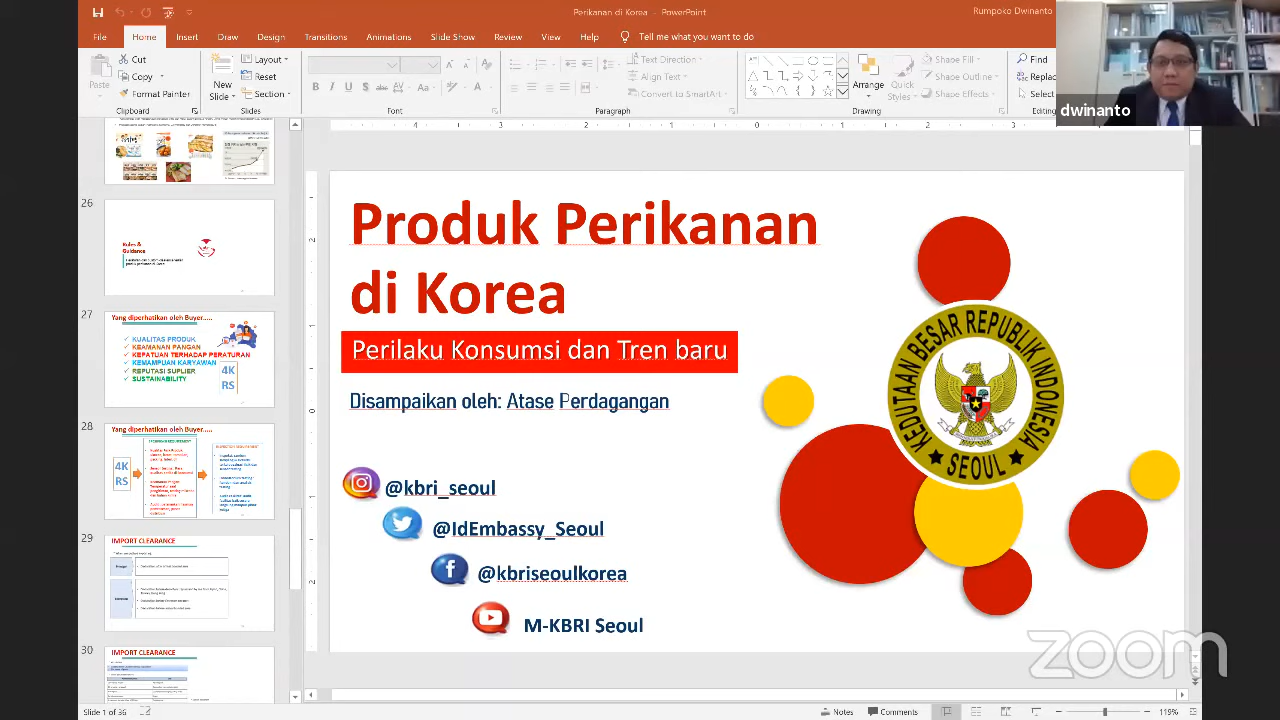 Perikanan di Korea - PowerPoint
Rumpoko Dwinanto
File Home Insert Draw Design Transitions Animations Slide Show Review View Help Tell me what you want to do
Paste
Cut
Copy
Format Painter
Clipboard
New
Slide
Layout
Reset
Section
Slides
Font
Text Direction
Align Text
Convert to SmartArt
Paragraph
Arrange
Quick
Styles
Shape Fill
Shape Outline
Shape Effects
Drawing
Find
Replac
Select
Editing
dwinanto
26
Rules &
Guidance
27
Yang diperhatikan oleh Buyer.....
KUALITAS PRODUK
KEAMANAN PANGAN
KEPATUAN TERHADAP PERATURAN
KEMAMPUAN KARYAWAN
REPUTASI SUPLIER
SUSTAINABILITY
4K
RS
28
Yang diperhatikan oleh Buyer.....
4K
RS
29
IMPORT CLEARANCE
30
IMPORT CLEARANCE
Produk Perikanan
di Korea
Perilaku Konsumsi dan Tren baru
Disampaikan oleh: Atase Perdagangan
@kbri_seoul
@IdEmbassy_Seoul
@kbriseoulkorea
M-KBRI Seoul
KEDUTAAN BESAR REPUBLIK INDONESIA
SEOUL
zoom
Slide 1 of 36
Notes
Comments
119%